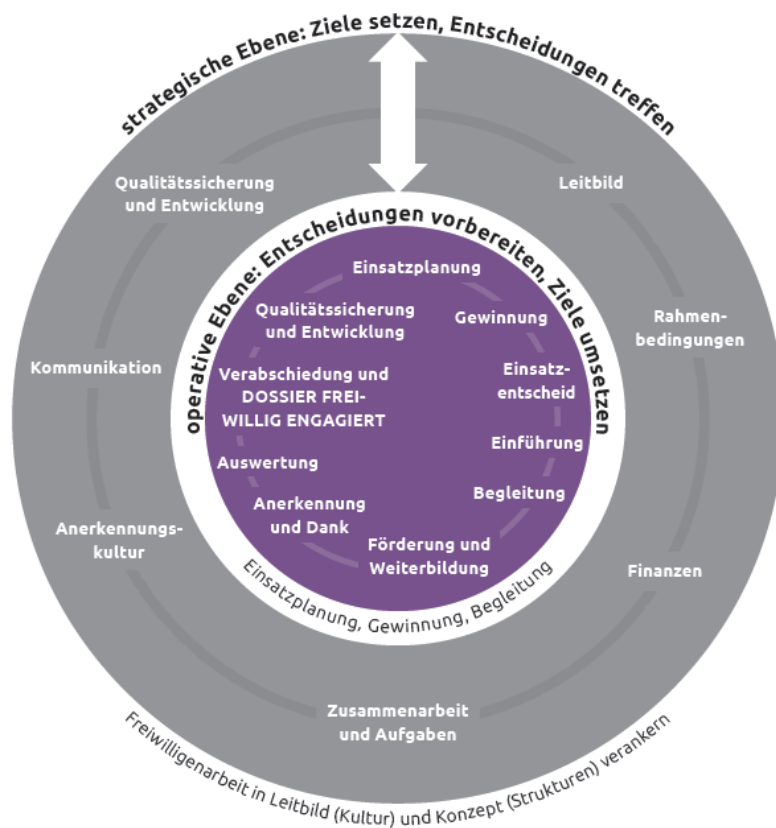 strategische Ebene: Ziele setzen, Entscheidungen treffen
Leitbild
Rahmen-
bedingungen
Finanzen
Zusammenarbeit
und Aufgaben
Anerkennungs-
kultur
Kommunikation
Qualitätssicherung
und Entwicklung
operative Ebene: Entscheidungen vorbereiten, Ziele umsetzen
Einsatzplanung
Gewinnung
Einsatz-
entscheid
Einführung
Begleitung
Förderung und
Weiterbildung
Anerkennung
und Dank
Auswertung
Verabschiedung und
DOSSIER FREI-
WILLIG ENGAGIERT
Qualitätssicherung
und Entwicklung
Einsatzplanung, Gewinnung, Begleitung
Freiwilligenarbeit in Leitbild (Kultur) und Konzept (Strukturen) verankern